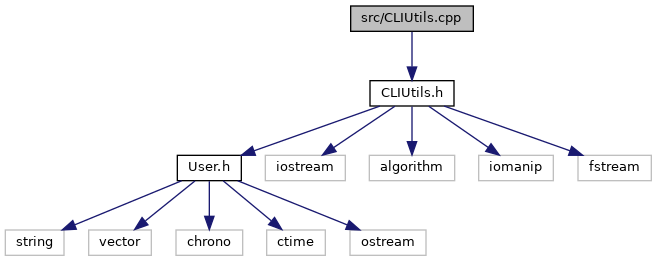 src/CLIUtils.cpp
CLIUtils.h
User.h
iostream
algorithm
iomanip
fstream
string
vector
chrono
ctime
ostream